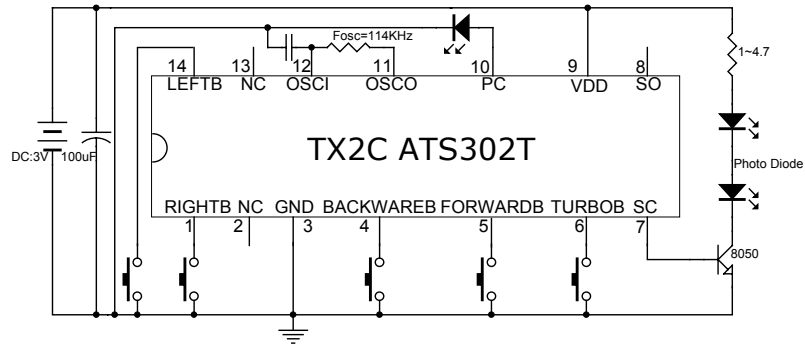 Fosc=114KHz
14 13 12 11 10 9 8
LEFTB NC OSCI OSCO PC VDD SO
1~4.7
TX2C ATS302T
DC:3V 100uF
Photo Diode
RIGHTB NC GND BACKWAREB FORWARDB TURBOB SC
1 2 3 4 5 6 7
8050